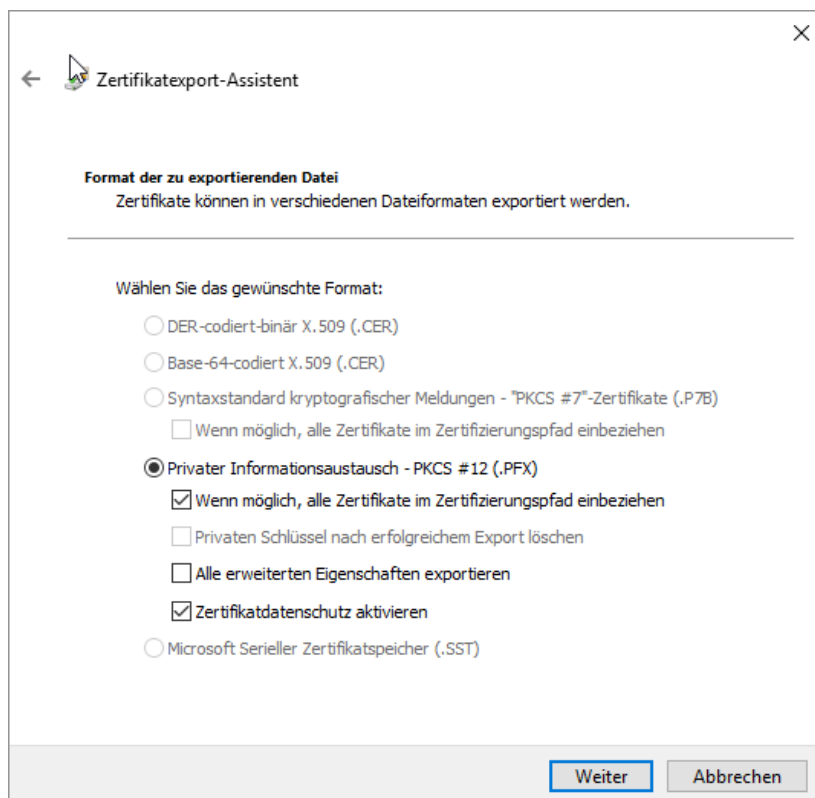 Zertifikatexport-Assistent
Format der zu exportierenden Datei
Zertifikate können in verschiedenen Dateiformaten exportiert werden.
Wählen Sie das gewünschte Format:
DER-codiert-binär X.509 (.CER)
Base-64-codiert X.509 (.CER)
Syntaxstandard kryptografischer Meldungen - "PKCS #7"-Zertifikate (.P7B)
Wenn möglich, alle Zertifikate im Zertifizierungspfad einbeziehen
Privater Informationsaustausch - PKCS #12 (.PFX)
Wenn möglich, alle Zertifikate im Zertifizierungspfad einbeziehen
Privaten Schlüssel nach erfolgreichem Export löschen
Alle erweiterten Eigenschaften exportieren
Zertifikatdatenschutz aktivieren
Microsoft Serieller Zertifikatspeicher (.SST)
Weiter Abbrechen